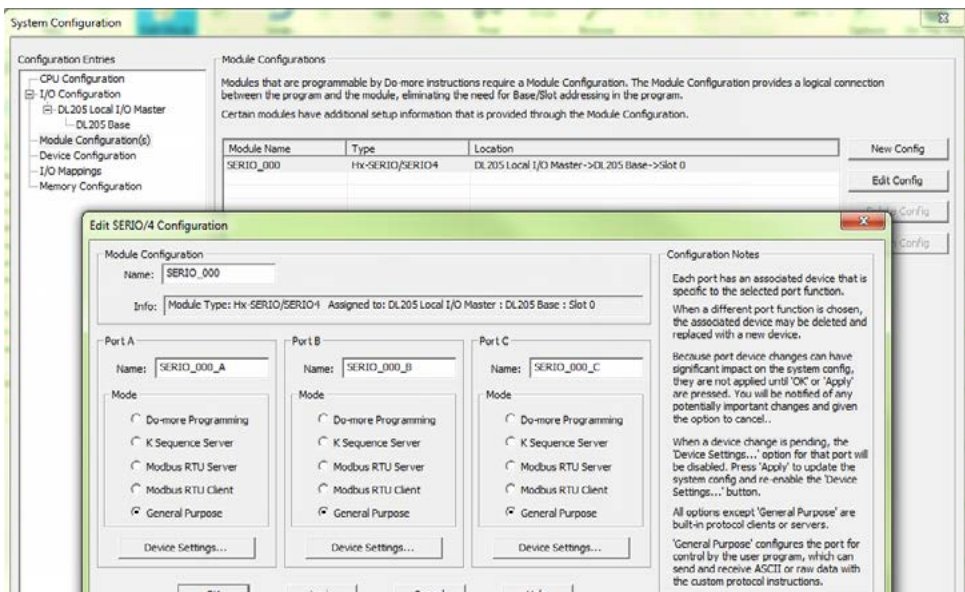 System Configuration
Configuration Entries
CPU Configuration
I/O Configuration
DL205 Local I/O Master
DL205 Base
Module Configuration(s)
Device Configuration
I/O Mappings
Memory Configuration
Module Configurations
Modules that are programmable by Do-more instructions require a Module Configuration. The Module Configuration provides a logical connection
between the program and the module, eliminating the need for Base/Slot addressing in the program.
Certain modules have additional setup information that is provided through the Module Configuration.
Module Name Type Location
SERIO_000 Hx-SERIO/SERIO4 DL205 Local I/O Master->DL205 Base->Slot 0
New Config
Edit Config
Config
Config
Edit SERIO/4 Configuration
Module Configuration
Name: SERIO_000
Info: Module Type: Hx-SERIO/SERIO4 Assigned to: DL205 Local I/O Master : DL205 Base : Slot 0
Port A
Name: SERIO_000_A
Mode
Do-more Programming
K Sequence Server
Modbus RTU Server
Modbus RTU Client
General Purpose
Device Settings...
Port B
Name: SERIO_000_B
Mode
Do-more Programming
K Sequence Server
Modbus RTU Server
Modbus RTU Client
General Purpose
Device Settings...
Port C
Name: SERIO_000_C
Mode
Do-more Programming
K Sequence Server
Modbus RTU Server
Modbus RTU Client
General Purpose
Device Settings...
Configuration Notes
Each port has an associated device that is
specific to the selected port function.
When a different port function is chosen,
the associated device may be deleted and
replaced with a new device.
Because port device changes can have
significant impact on the system config,
they are not applied until 'OK' or 'Apply'
are pressed. You will be notified of any
potentially important changes and given
the option to cancel..
When a device change is pending, the
'Device Settings...' option for that port will
be disabled. Press 'Apply' to update the
system config and re-enable the 'Device
Settings...' button.
All options except 'General Purpose' are
built-in protocol clients or servers.
'General Purpose' configures the port for
control by the user program, which can
send and receive ASCII or raw data with
the custom protocol instructions.